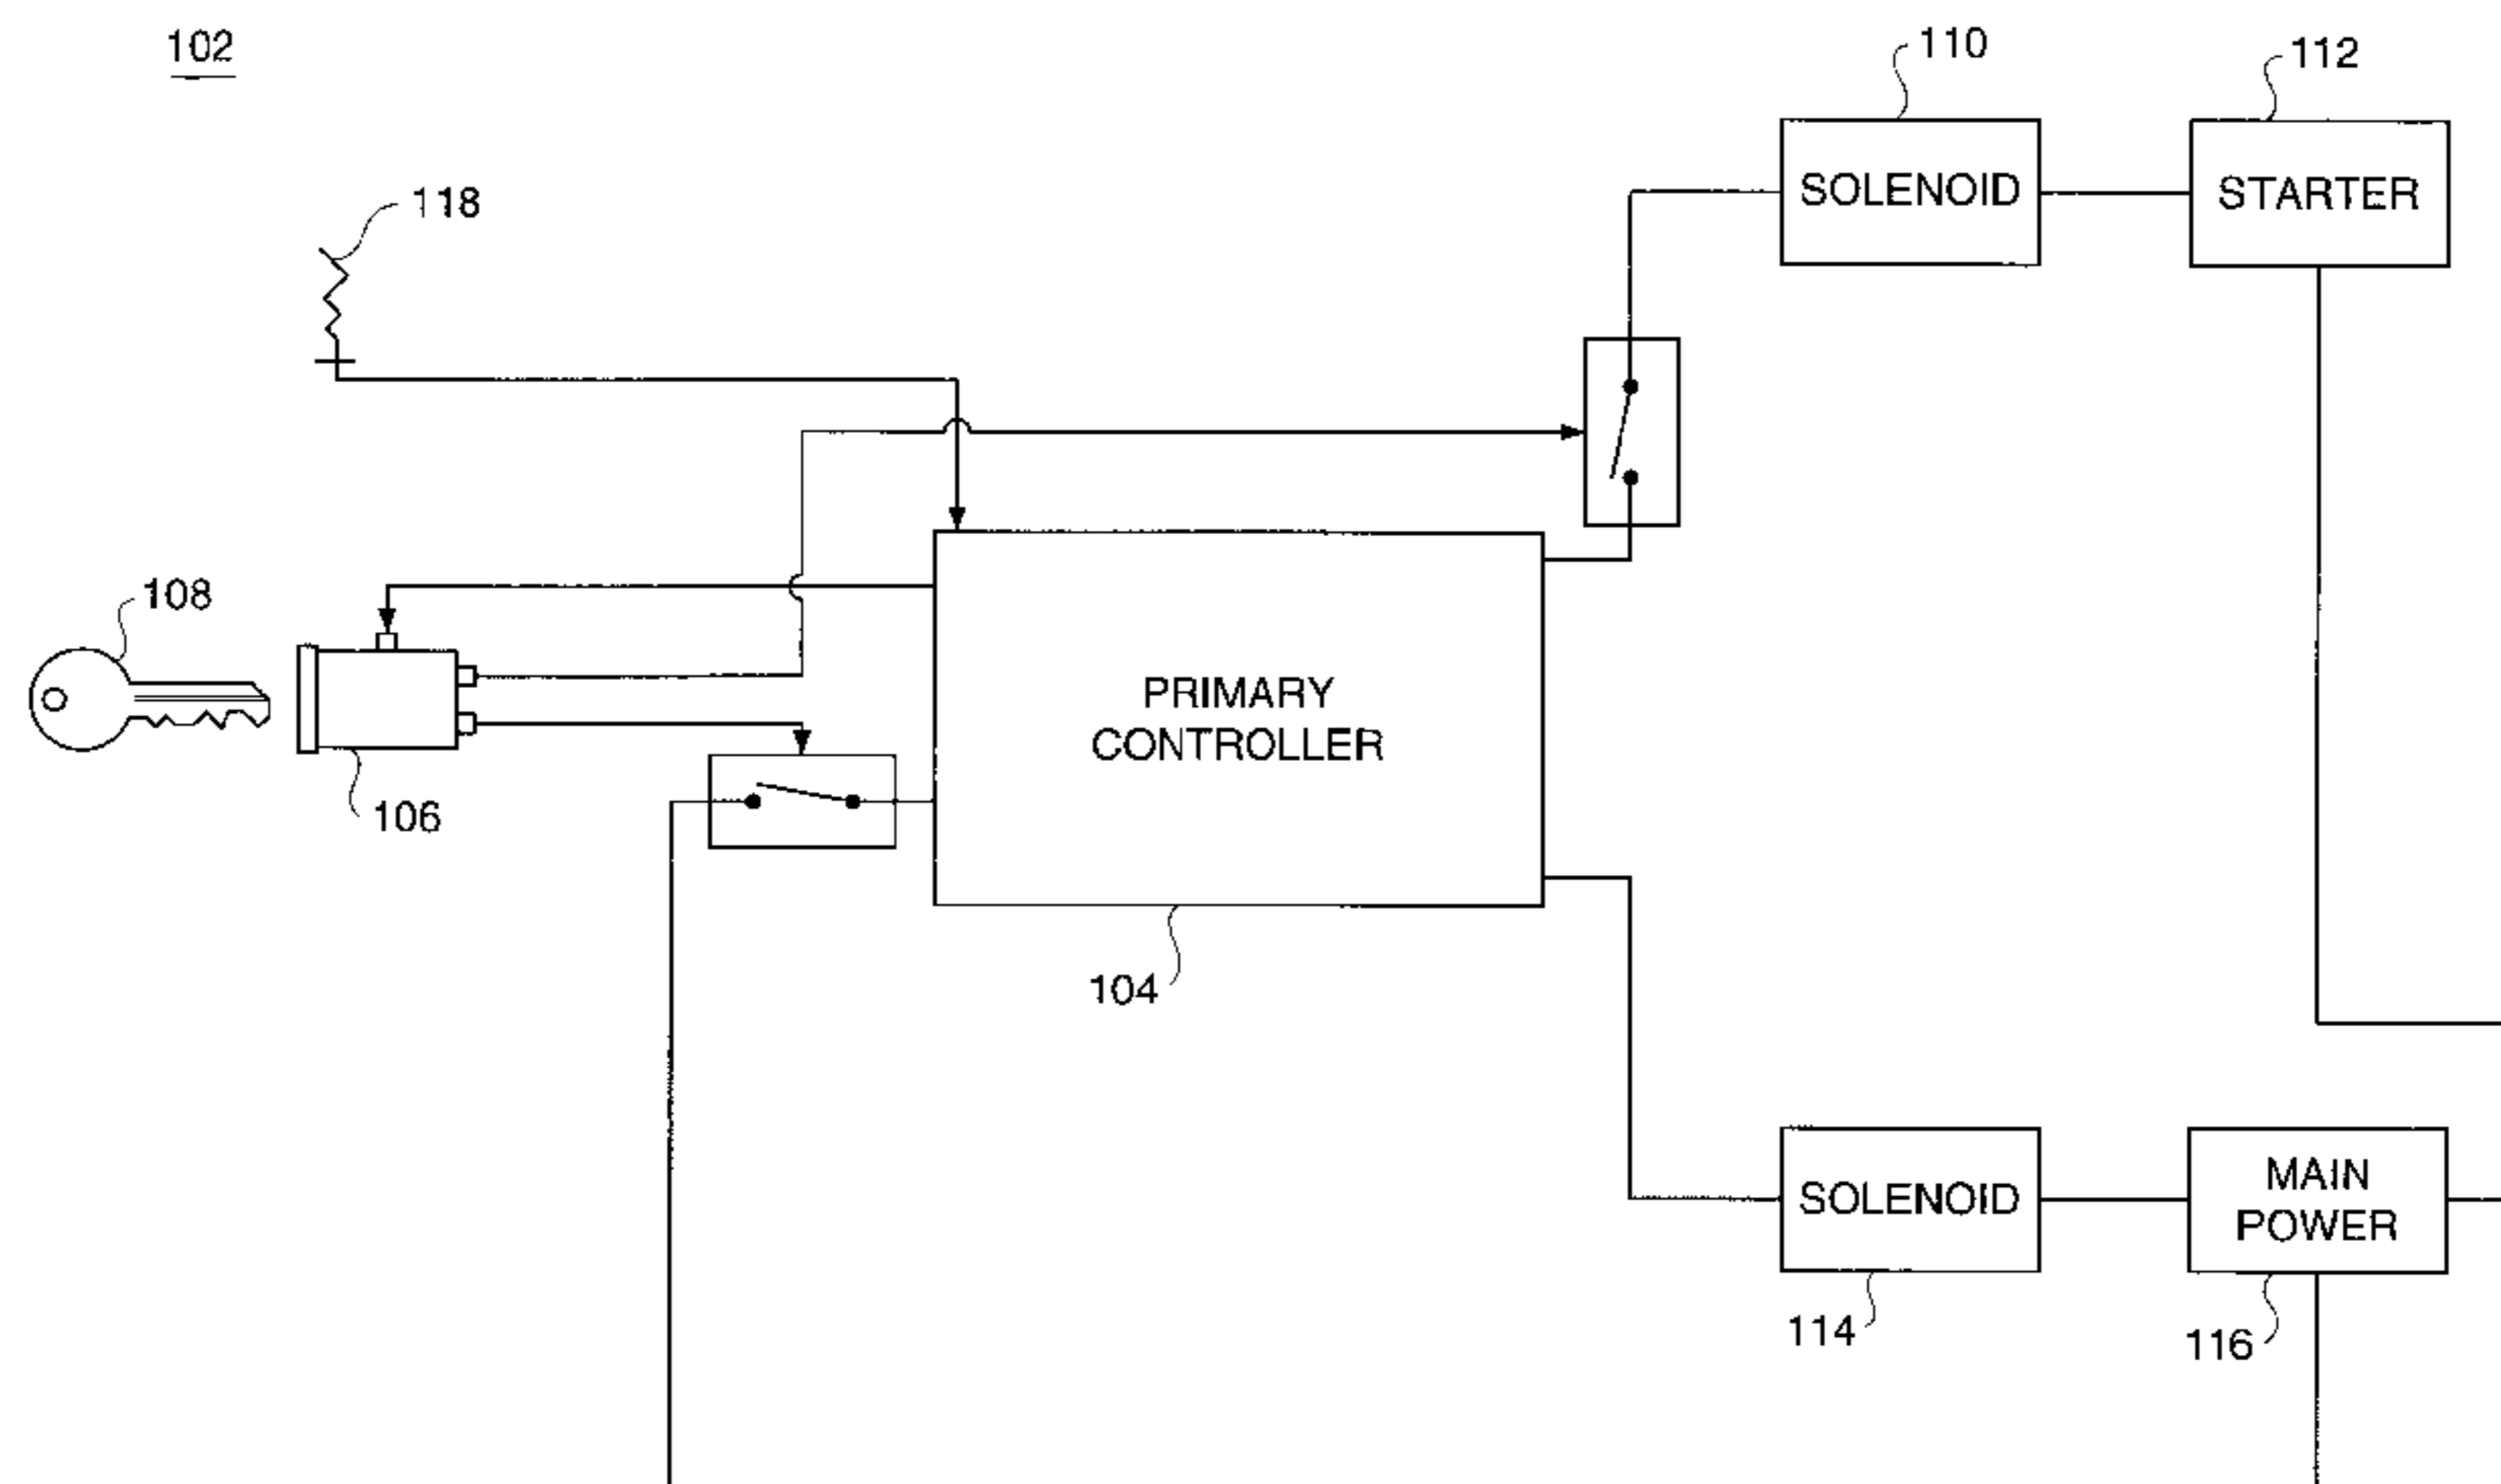 102
110
112
118
SOLENOID
STARTER
108
PRIMARY
CONTROLLER
106
104
SOLENOID
MAIN
POWER
114
116